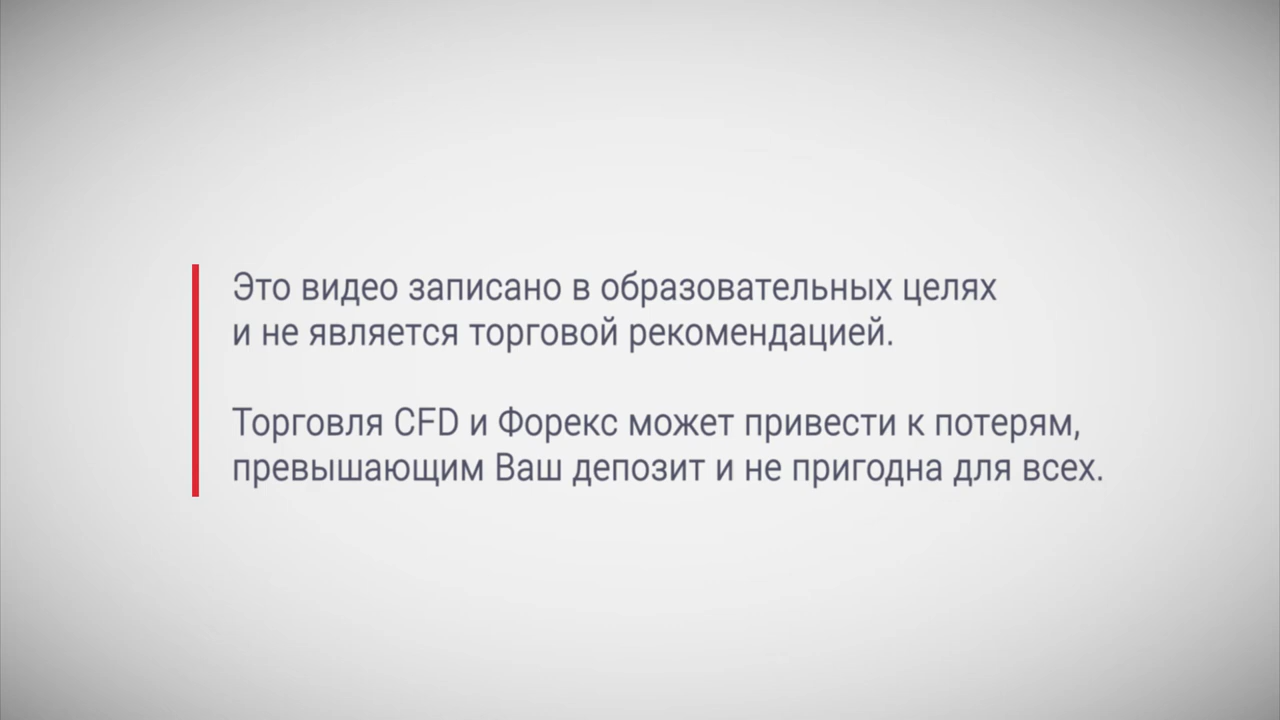 Это видео записано в образовательных целях
и не является торговой рекомендацией.
Торговля CFD и Форекс может привести к потерям,
превышающим Ваш депозит и не пригодна для всех.